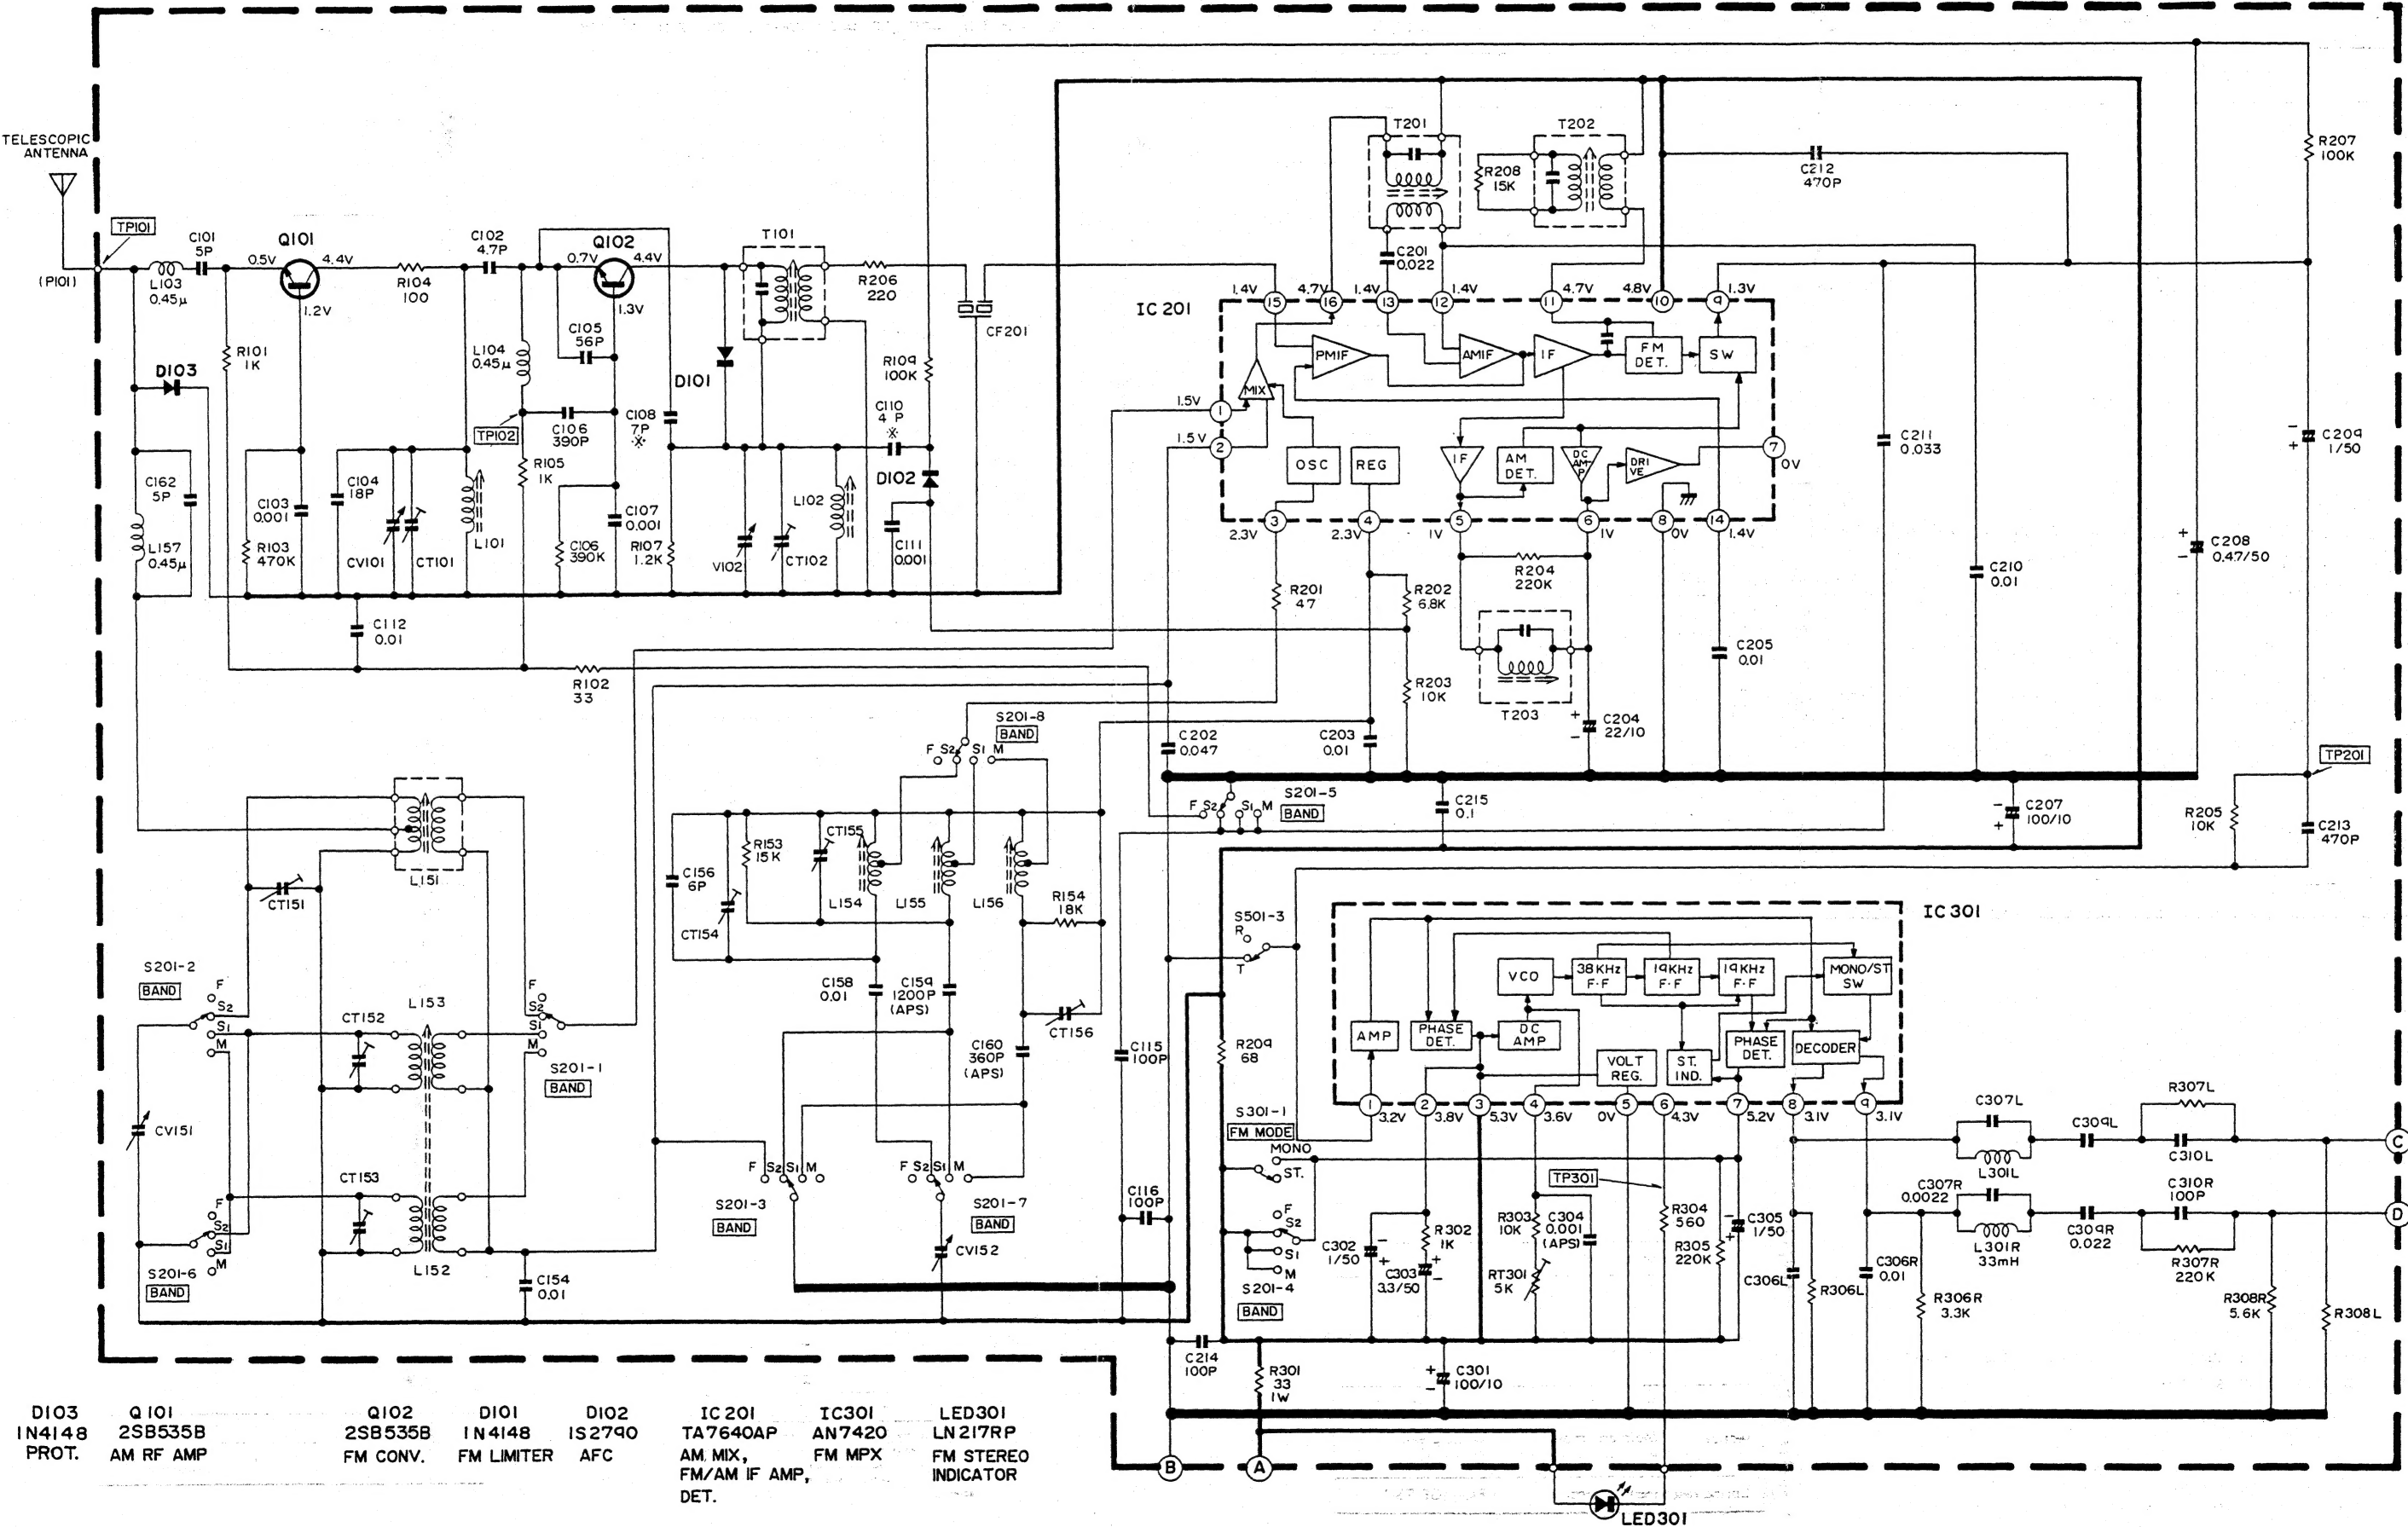 TELESCOPIC
ANTENNA
(P101)
TP101
L103
0.45µ
C101
5P
Q101
0.5V
4.4V
1.2V
R104
100
C102
4.7P
Q102
0.7V
4.4V
1.3V
T101
R206
220
CF201
R101
1K
D103
L104
0.45µ
C105
56P
D101
R109
100K
C110
4 P
※
D102
TP102
C106
390P
C108
7P
※
R105
1K
C162
5P
L157
0.45µ
C103
0.001
R103
470K
C104
18P
CV101
CT101
L101
C106
390K
C107
0.001
R107
1.2K
V102
CT102
L102
C111
0.001
C112
0.01
R102
33
IC 201
1.4V
15
4.7V
16
1.4V
13
12
1.4V
11
4.7V
4.8V
10
9
1.3V
T201
T202
R208
15K
C201
0.022
C212
470P
R207
100K
PMIF
AMIF
IF
FM
DET.
SW
MIX
1.5V
1
1.5V
2
OSC
REG
IF
AM
DET.
DC
AM-
P
DRI
VE
7
0V
3
2.3V
4
2.3V
5
1V
6
1V
8
0V
14
1.4V
C211
0.033
C209
1/50
C208
0.47/50
C210
0.01
R201
47
R202
6.8K
R204
220K
R203
10K
T203
C204
22/10
C205
0.01
C202
0.047
C203
0.01
S201-8
BAND
F S2 S1 M
S201-5
BAND
F S2 S1 M
C215
0.1
C207
100/10
TP201
R205
10K
C213
470P
L151
CT151
C156
6P
CT154
R153
15K
CT155
L154
L155
L156
R154
18K
C158
0.01
C159
1200P
(APS)
CT156
C160
360P
(APS)
S201-2
BAND
F
S2
S1
M
CT152
L153
F
S2
S1
M
S201-1
BAND
CV151
CT153
F
S2
S1
M
S201-6
BAND
L152
C154
0.01
F S2 S1 M
S201-3
BAND
F S2 S1 M
S201-7
BAND
CV152
C115
100P
C116
100P
S501-3
R
T
R209
68
S301-1
FM MODE
MONO
ST.
F
S2
S1
M
S201-4
BAND
C214
100P
R301
33
1W
IC 301
VCO
38KHz
F·F
19KHz
F·F
19KHz
F·F
MONO/ST
SW
AMP
PHASE
DET.
DC
AMP
VOLT
REG.
ST.
IND.
PHASE
DET.
DECODER
1
3.2V
2
3.8V
3
5.3V
4
3.6V
5
0V
6
4.3V
7
5.2V
8
3.1V
9
3.1V
TP301
C302
1/50
R302
1K
C303
3.3/50
R303
10K
C304
0.001
(APS)
RT301
5K
R304
560
R305
220K
C305
1/50
C301
100/10
C306L
R306L
C306R
0.01
R306R
3.3K
C307L
L301L
C309L
R307L
C310L
C307R
0.0022
L301R
33mH
C309R
0.022
C310R
100P
R307R
220K
R308R
5.6K
R308L
C
D
B
A
LED301
D103
1N4148
PROT.
Q101
2SB535B
AM RF AMP
Q102
2SB535B
FM CONV.
D101
1N4148
FM LIMITER
D102
1S2790
AFC
IC201
TA7640AP
AM MIX,
FM/AM IF AMP,
DET.
IC301
AN7420
FM MPX
LED301
LN217RP
FM STEREO
INDICATOR